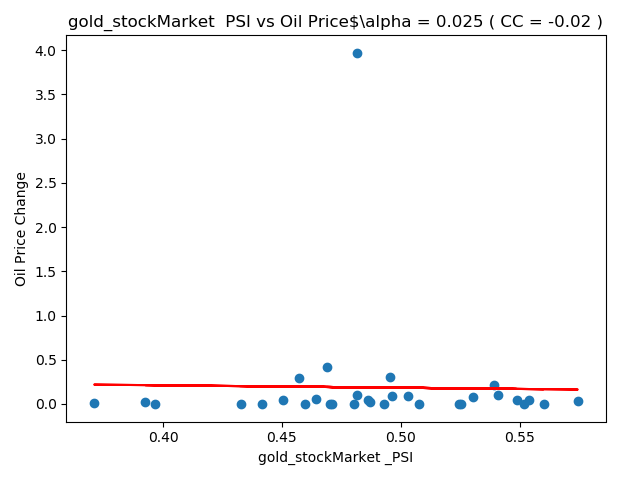 gold_stockMarket  PSI vs Oil Price$\alpha = 0.025 ( CC = -0.02 )
4.0
3.5
3.0
2.5
2.0
1.5
1.0
0.5
0.0
Oil Price Change
0.40 0.45 0.50 0.55
gold_stockMarket _PSI